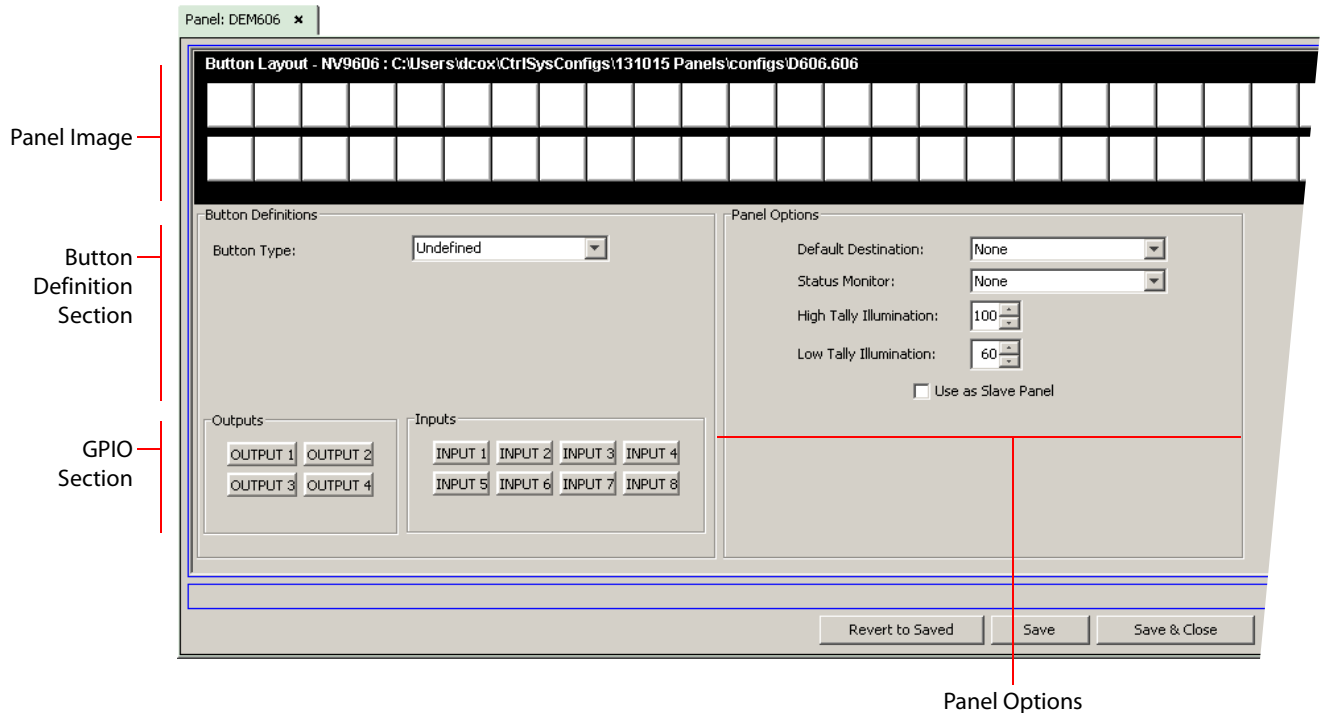 Panel: DEM606 ×
Button Layout - NV9606 : C:\Users\dcox\CtrlSysConfigs\131015 Panels\configs\D606.606
Panel Image
Button Definitions
Button Type:
Undefined
Panel Options
Default Destination:
None
Status Monitor:
None
High Tally Illumination:
100
Low Tally Illumination:
60
Use as Slave Panel
Button
Definition
Section
Outputs
OUTPUT 1 OUTPUT 2
OUTPUT 3 OUTPUT 4
Inputs
INPUT 1 INPUT 2 INPUT 3 INPUT 4
INPUT 5 INPUT 6 INPUT 7 INPUT 8
GPIO
Section
Revert to Saved
Save
Save & Close
Panel Options